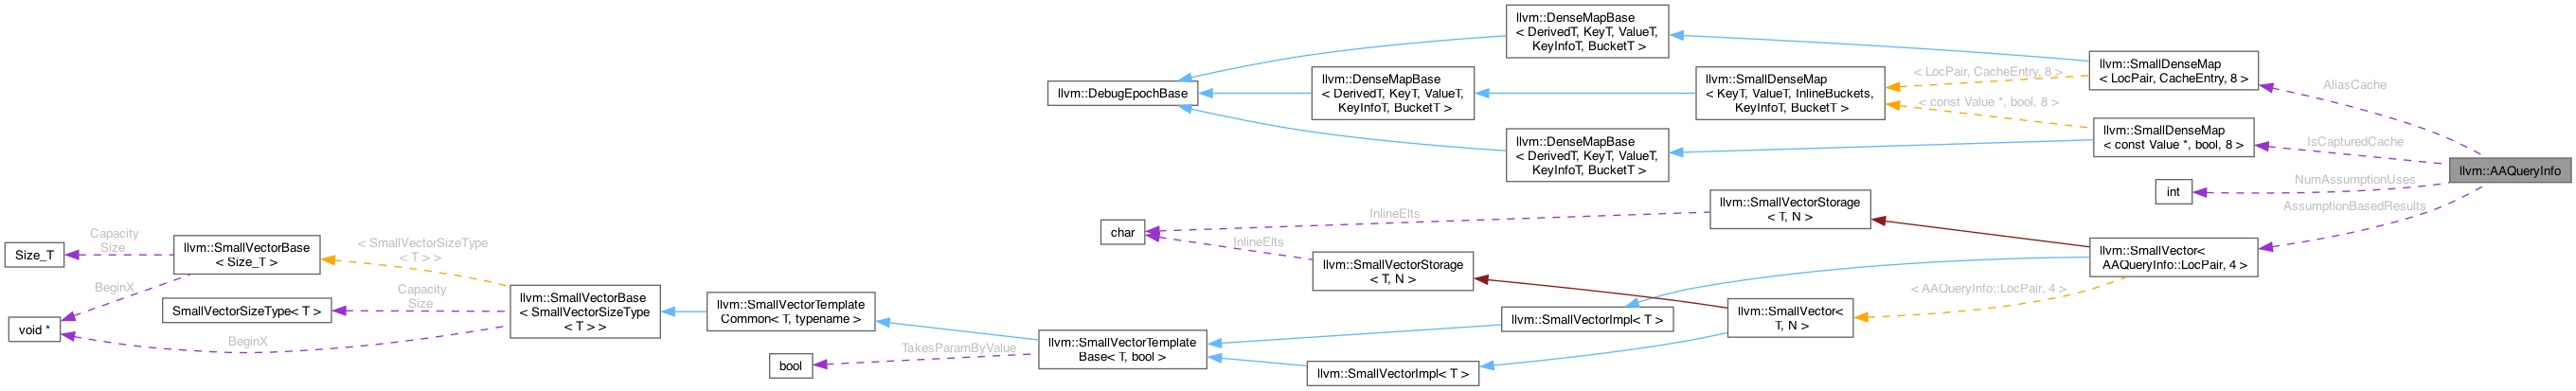 llvm::DenseMapBase
< DerivedT, KeyT, ValueT,
KeyInfoT, BucketT >
llvm::DebugEpochBase
llvm::DenseMapBase
< DerivedT, KeyT, ValueT,
KeyInfoT, BucketT >
llvm::SmallDenseMap
< KeyT, ValueT, InlineBuckets,
KeyInfoT, BucketT >
< LocPair, CacheEntry, 8 >
< const Value *, bool, 8 >
llvm::SmallDenseMap
< LocPair, CacheEntry, 8 >
AliasCache
llvm::DenseMapBase
< DerivedT, KeyT, ValueT,
KeyInfoT, BucketT >
llvm::SmallDenseMap
< const Value *, bool, 8 >
IsCapturedCache
llvm::AAQueryInfo
int
NumAssumptionUses
AssumptionBasedResults
char
InlineElts
InlineElts
llvm::SmallVectorStorage
< T, N >
llvm::SmallVectorStorage
< T, N >
llvm::SmallVector<
AAQueryInfo::LocPair, 4 >
< AAQueryInfo::LocPair, 4 >
Size_T
Capacity
Size
llvm::SmallVectorBase
< Size_T >
< SmallVectorSizeType
< T > >
BeginX
SmallVectorSizeType< T >
Capacity
Size
void *
BeginX
llvm::SmallVectorBase
< SmallVectorSizeType
< T > >
llvm::SmallVectorTemplate
Common< T, typename >
llvm::SmallVectorImpl< T >
llvm::SmallVector<
T, N >
bool
TakesParamByValue
llvm::SmallVectorTemplate
Base< T, bool >
llvm::SmallVectorImpl< T >